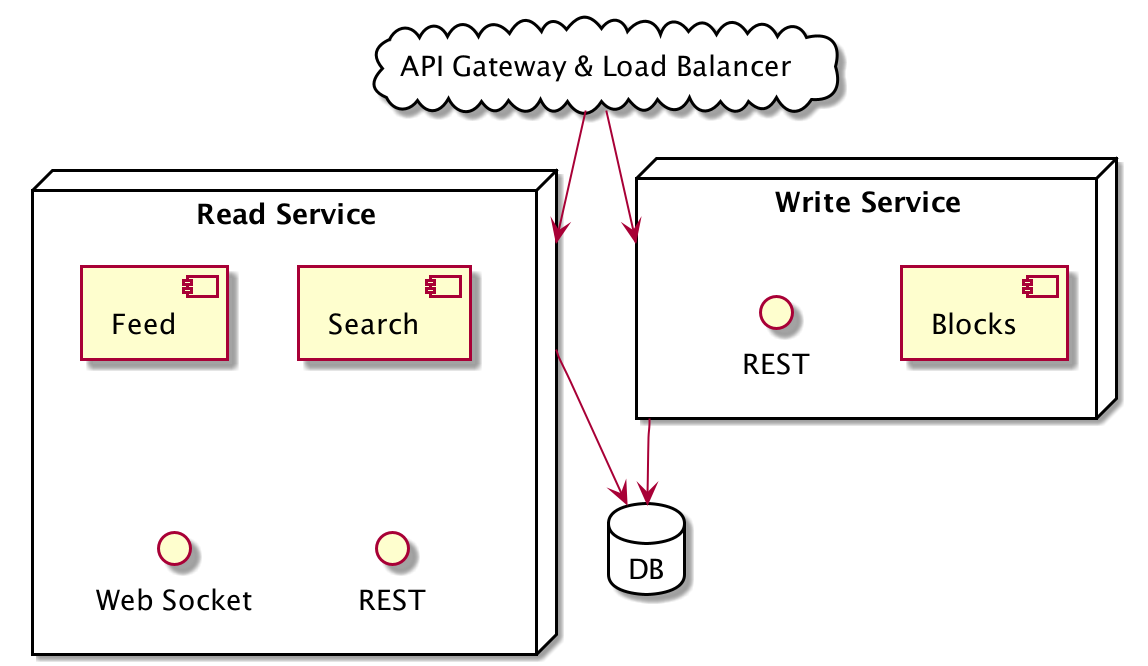 API Gateway & Load Balancer
Read Service
Write Service
Feed
Search
REST
Blocks
Web Socket
REST
DB